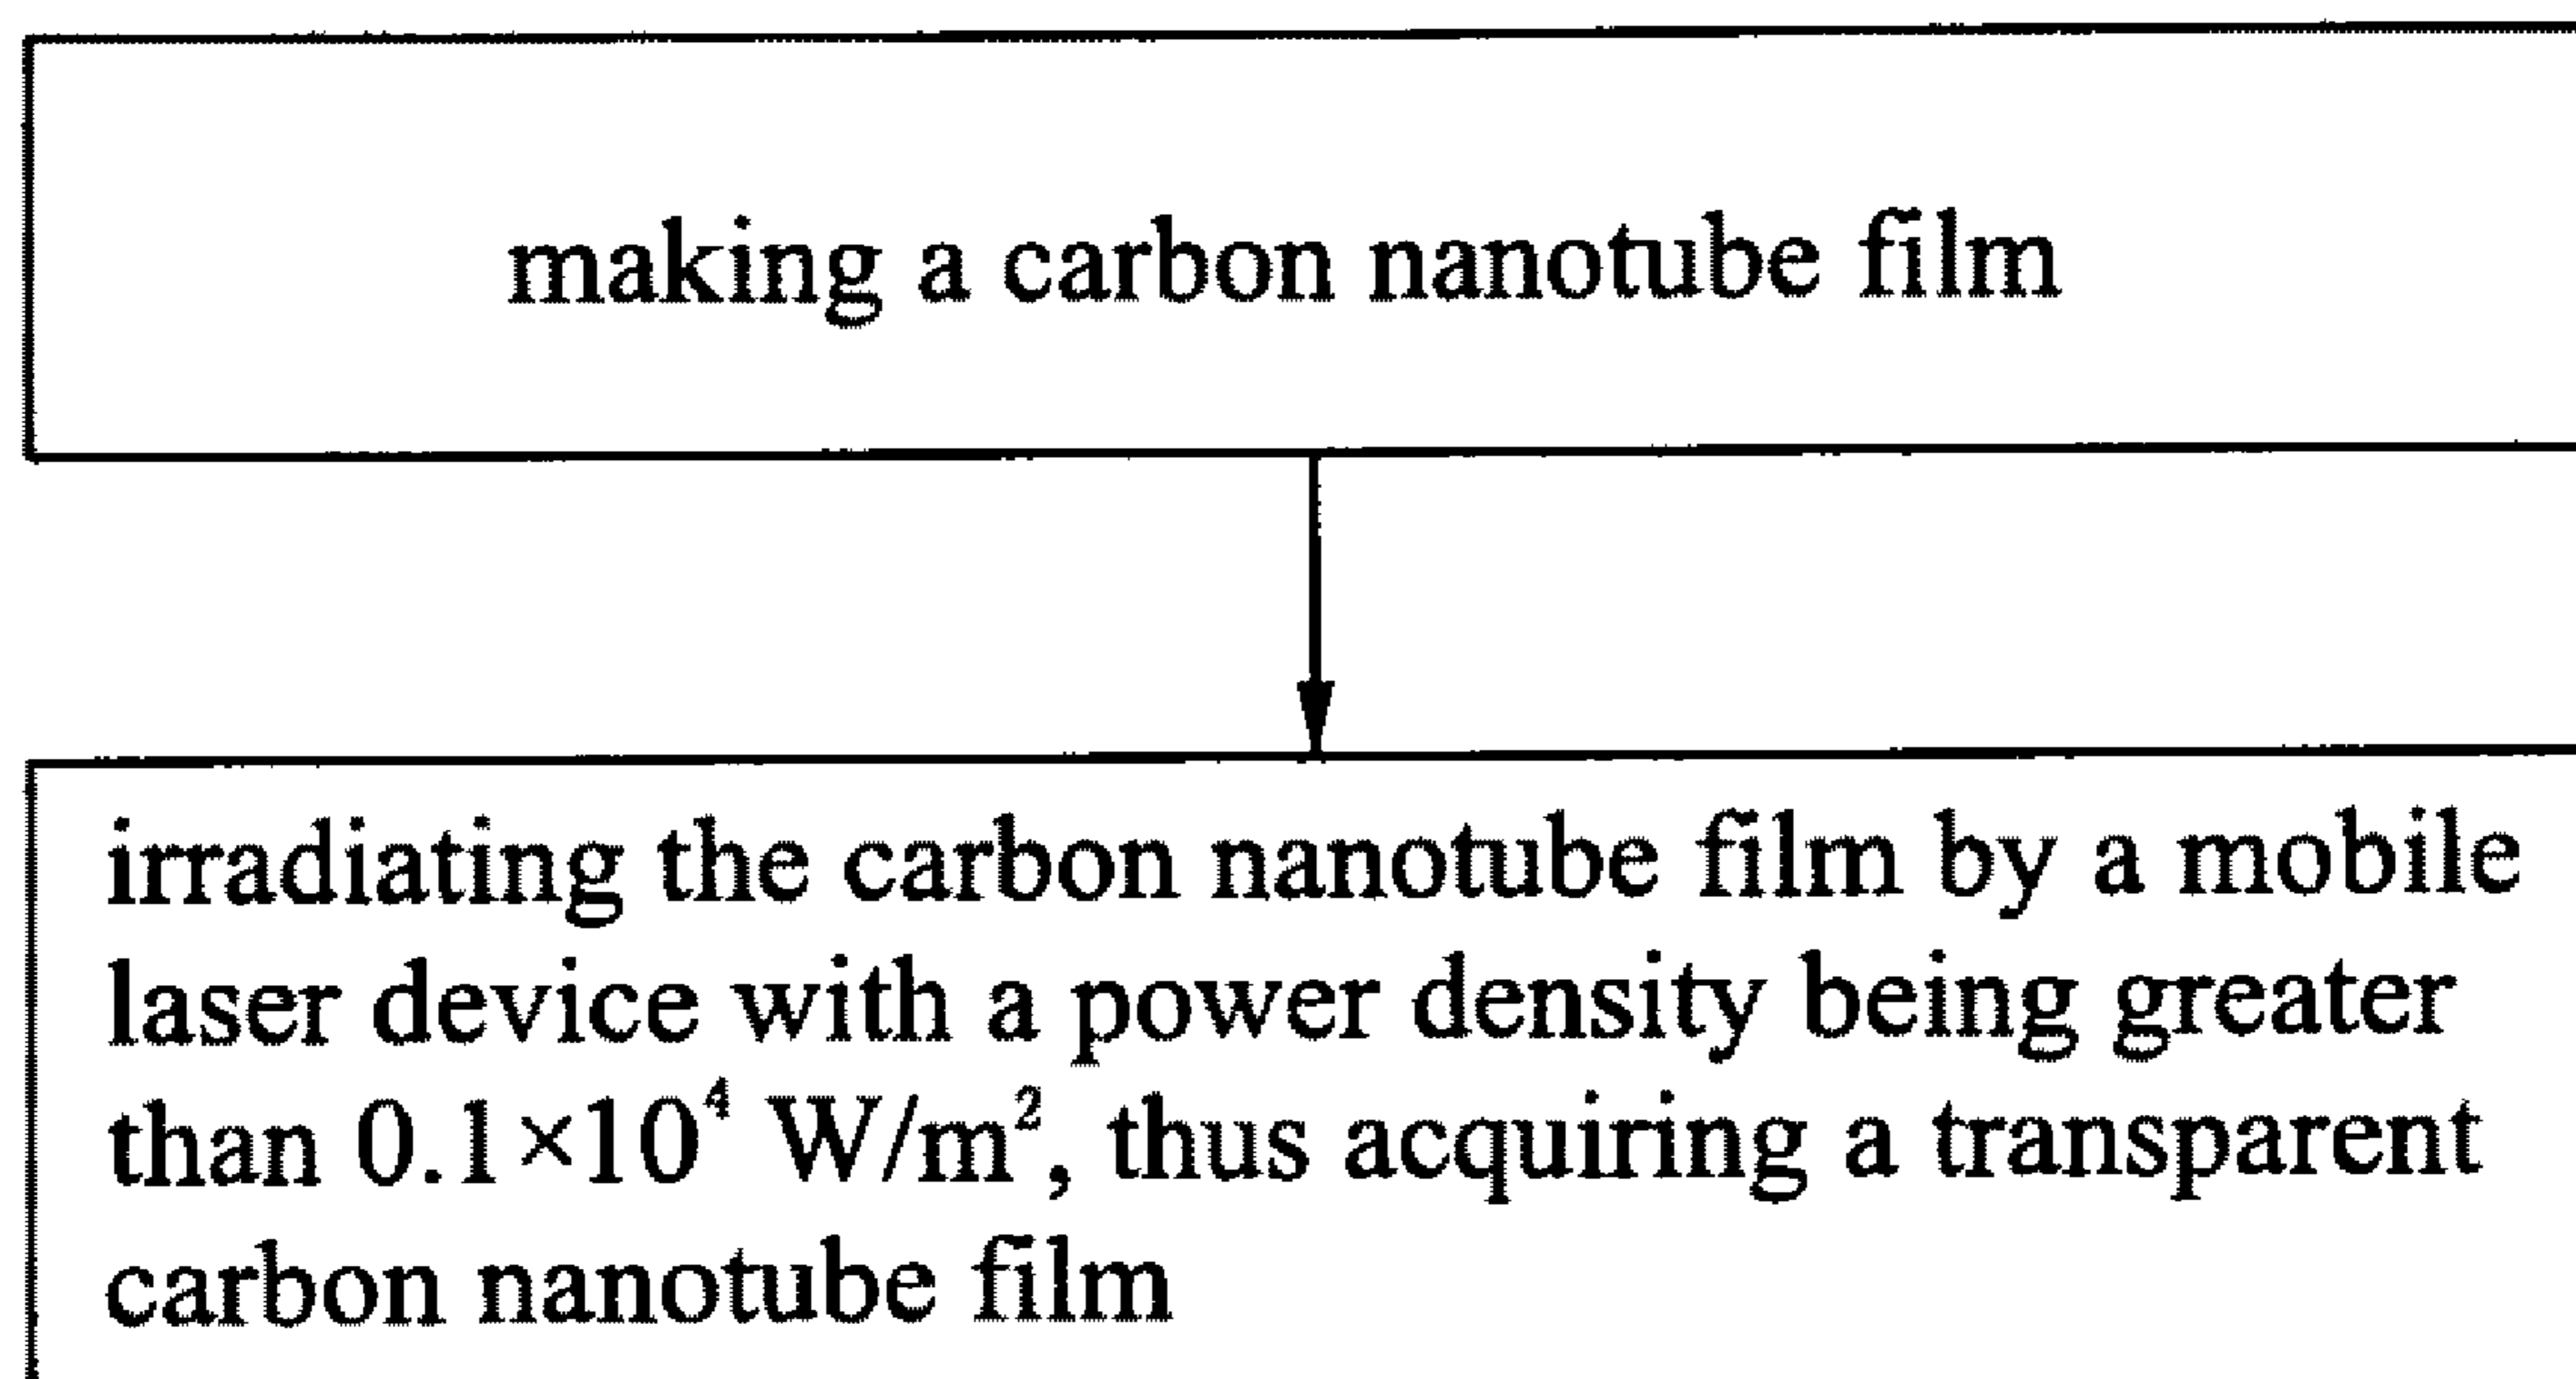 making a carbon nanotube film
irradiating the carbon nanotube film by a mobile
laser device with a power density being greater
than 0.1×10⁴ W/m², thus acquiring a transparent
carbon nanotube film